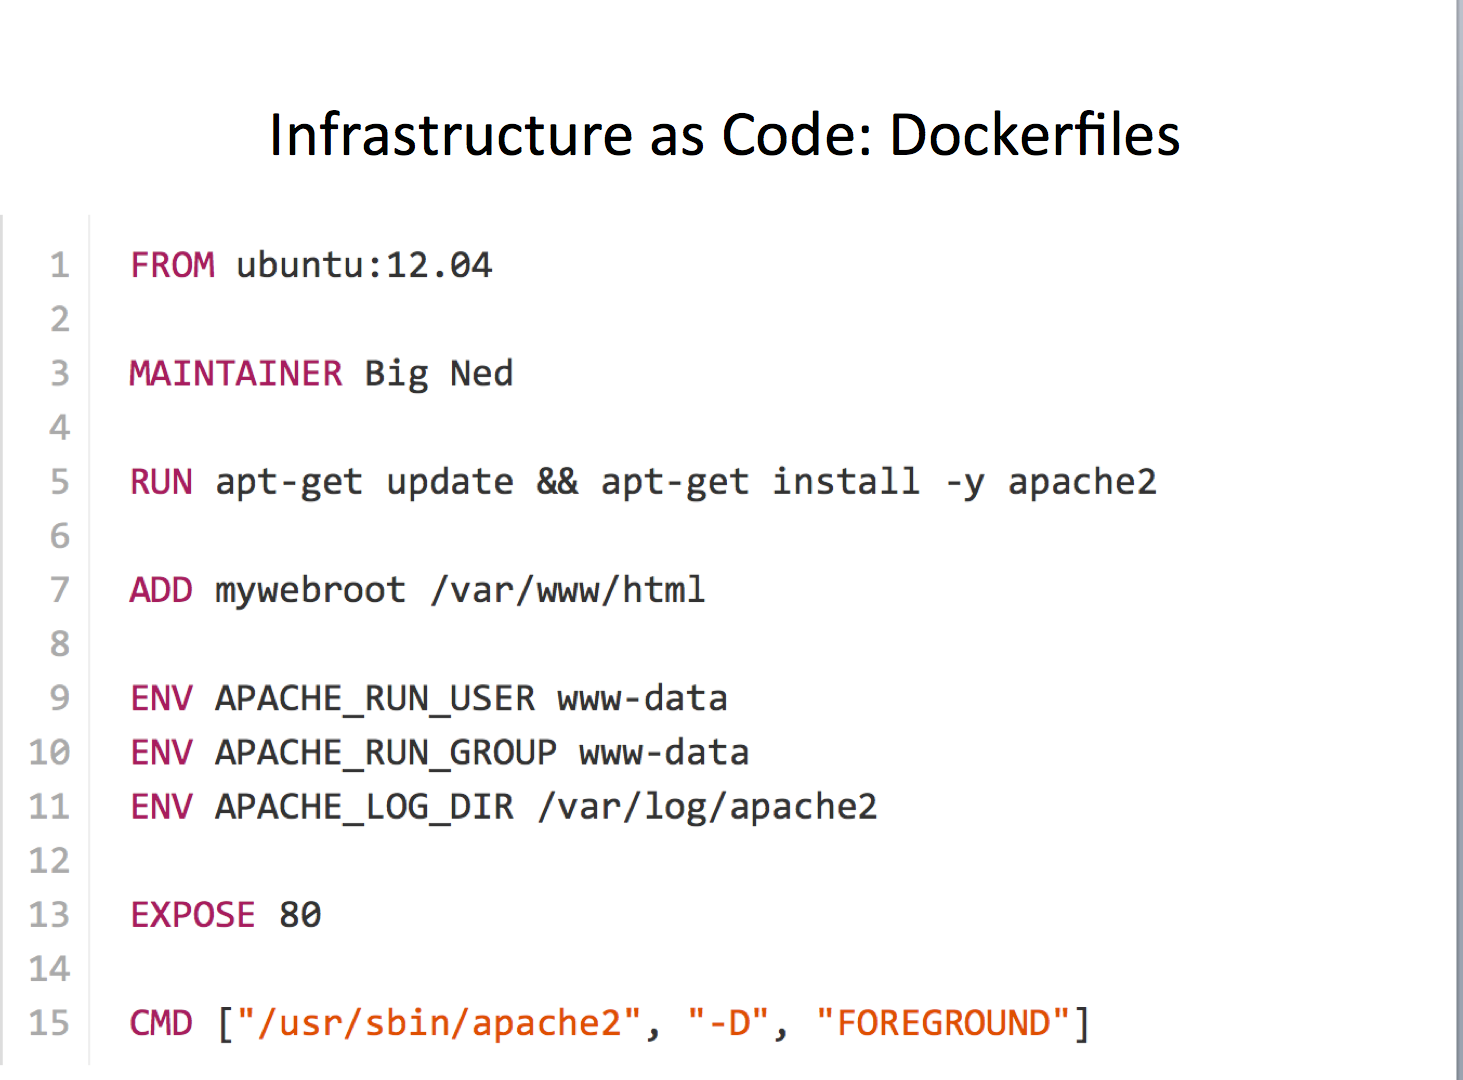 Infrastructure as Code: Dockerfiles
1 FROM ubuntu:12.04
2
3 MAINTAINER Big Ned
4
5 RUN apt-get update && apt-get install -y apache2
6
7 ADD mywebroot /var/www/html
8
9 ENV APACHE_RUN_USER www-data
10 ENV APACHE_RUN_GROUP www-data
11 ENV APACHE_LOG_DIR /var/log/apache2
12
13 EXPOSE 80
14
15 CMD ["/usr/sbin/apache2", "-D", "FOREGROUND"]